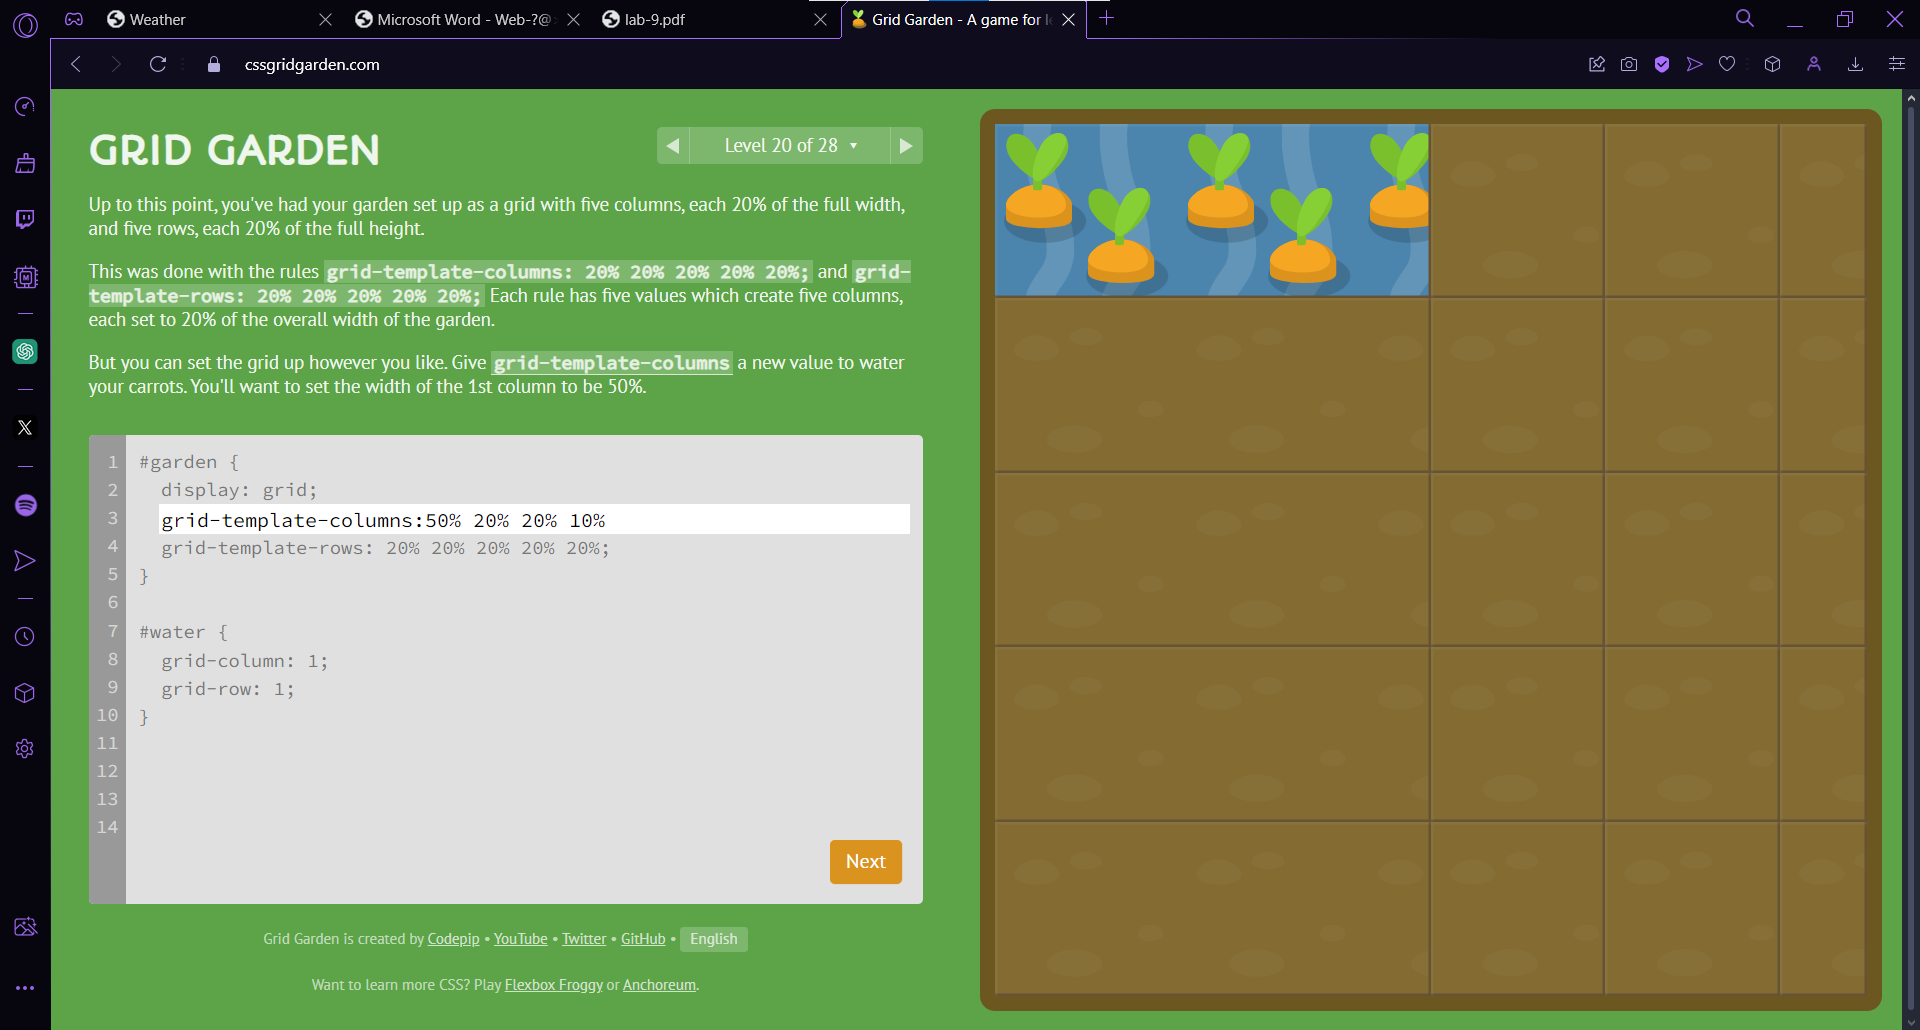 Weather
Microsoft Word - Web-?@
lab-9.pdf
Grid Garden - A game for l
cssgridgarden.com
GRID GARDEN
Level 20 of 28
Up to this point, you've had your garden set up as a grid with five columns, each 20% of the full width,
and five rows, each 20% of the full height.
This was done with the rules grid-template-columns: 20% 20% 20% 20% 20%; and grid-
template-rows: 20% 20% 20% 20% 20%; Each rule has five values which create five columns,
each set to 20% of the overall width of the garden.
But you can set the grid up however you like. Give grid-template-columns a new value to water
your carrots. You'll want to set the width of the 1st column to be 50%.
1 #garden {
2 display: grid;
3 grid-template-columns:50% 20% 20% 10%
4 grid-template-rows: 20% 20% 20% 20% 20%;
5 }
6
7 #water {
8 grid-column: 1;
9 grid-row: 1;
10 }
11
12
13
14
Next
Grid Garden is created by Codepip • YouTube • Twitter • GitHub • English
Want to learn more CSS? Play Flexbox Froggy or Anchoreum.